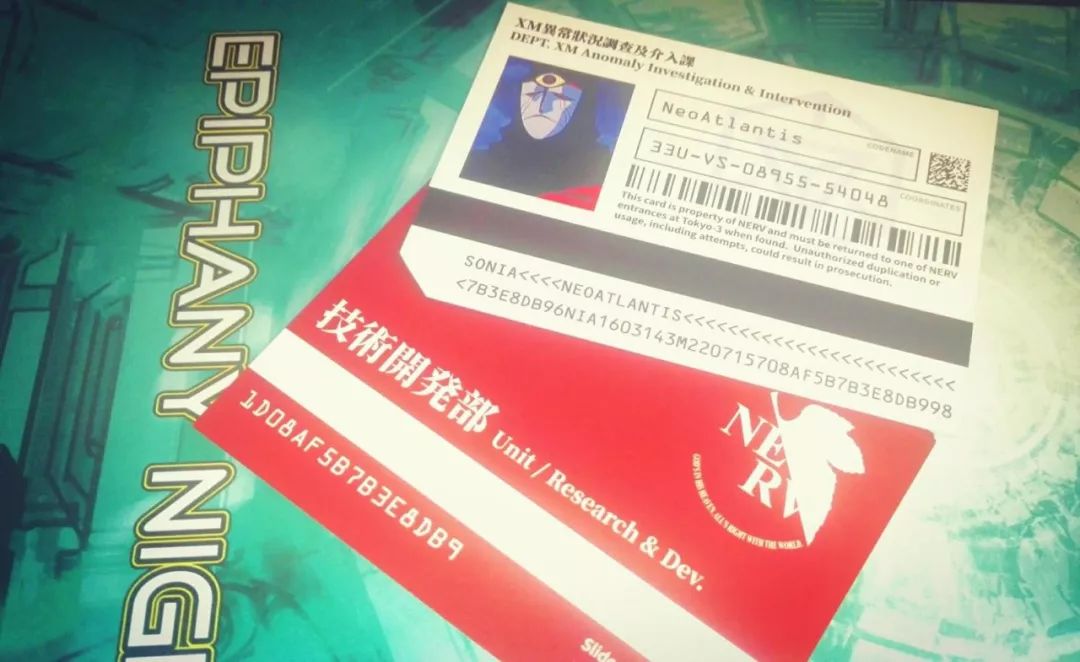 EPIPHANY NIG
XM異常狀況調査及介入課
DEPT. XM Anomaly Investigation & Intervention
NeoAtlantis
CODENAME
33U-VS-08955-54048
COORDINATES
This card is property of NERV and must be returned to one of NERV
entrances at Tokyo-3 when found. Unauthorized duplication or
usage, including attempts, could result in prosecution.
SONIA<<<<NEOATLANTIS<<<<<<<<<<<<<<<<<<<<<<<<
<7B3E8DB96NIA1603143M220715708AF5B7B3E8DB998
技術開発部 Unit / Research & Dev.
NERV
GOD'S IN HIS HEAVEN. ALL'S RIGHT WITH THE WORLD.
1D08AF5B7B3E8DB9
Slide